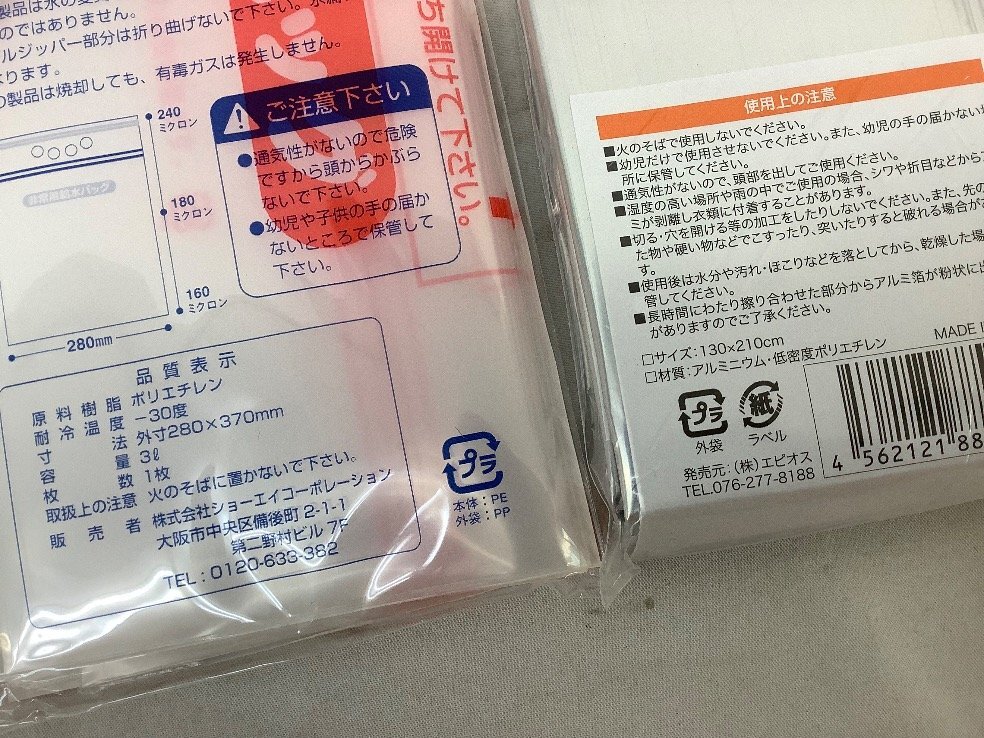 製品は水の変
のではありません。
ルジッパー部分は折り曲げないで下さい。水漏
ります。
の製品は焼却しても、有毒ガスは発生しません。
240
ミクロン
非常用給水バッグ
180
ミクロン
160
ミクロン
280mm
ち開けて下さい。
ご注意下さい
●通気性がないので危険
ですから頭からかぶら
ないで下さい。
●幼児や子供の手の届か
ないところで保管して
下さい。
品質表示
原料樹脂 ポリエチレン
耐冷温度 −30度
寸法 外寸280×370mm
容量 3ℓ
枚数 1枚
取扱上の注意 火のそばに置かないで下さい。
販売者 株式会社ショーエイコーポレーション
大阪市中央区備後町2-1-1
第二野村ビル7F
TEL:0120-633-382
プラ
本体:PE
外袋:PP
使用上の注意
■火のそばで使用しないでください。
■幼児だけで使用させないでください。また、幼児の手の届かない場
所に保管してください。
■通気性がないので、頭部を出してご使用ください。
■湿度の高い場所や雨の中でご使用の場合、シワや折目などからア
ミが剥離し衣類に付着することがあります。
■切る・穴を開ける等の加工をしたりしないでください。また、先の
た物や硬い物などでこすったり、突いたりすると破れる場合があ
す。
■使用後は水分や汚れ・ほこりなどを落としてから、乾燥した場
管してください。
■長時間にわたり擦り合わせた部分からアルミ箔が粉状に出
がありますのでご了承ください。
□サイズ:130×210cm
□材質:アルミニウム・低密度ポリエチレン
MADE I
プラ
外袋
紙
ラベル
発売元:(株)エピオス
TEL.076-277-8188
4 562121 88